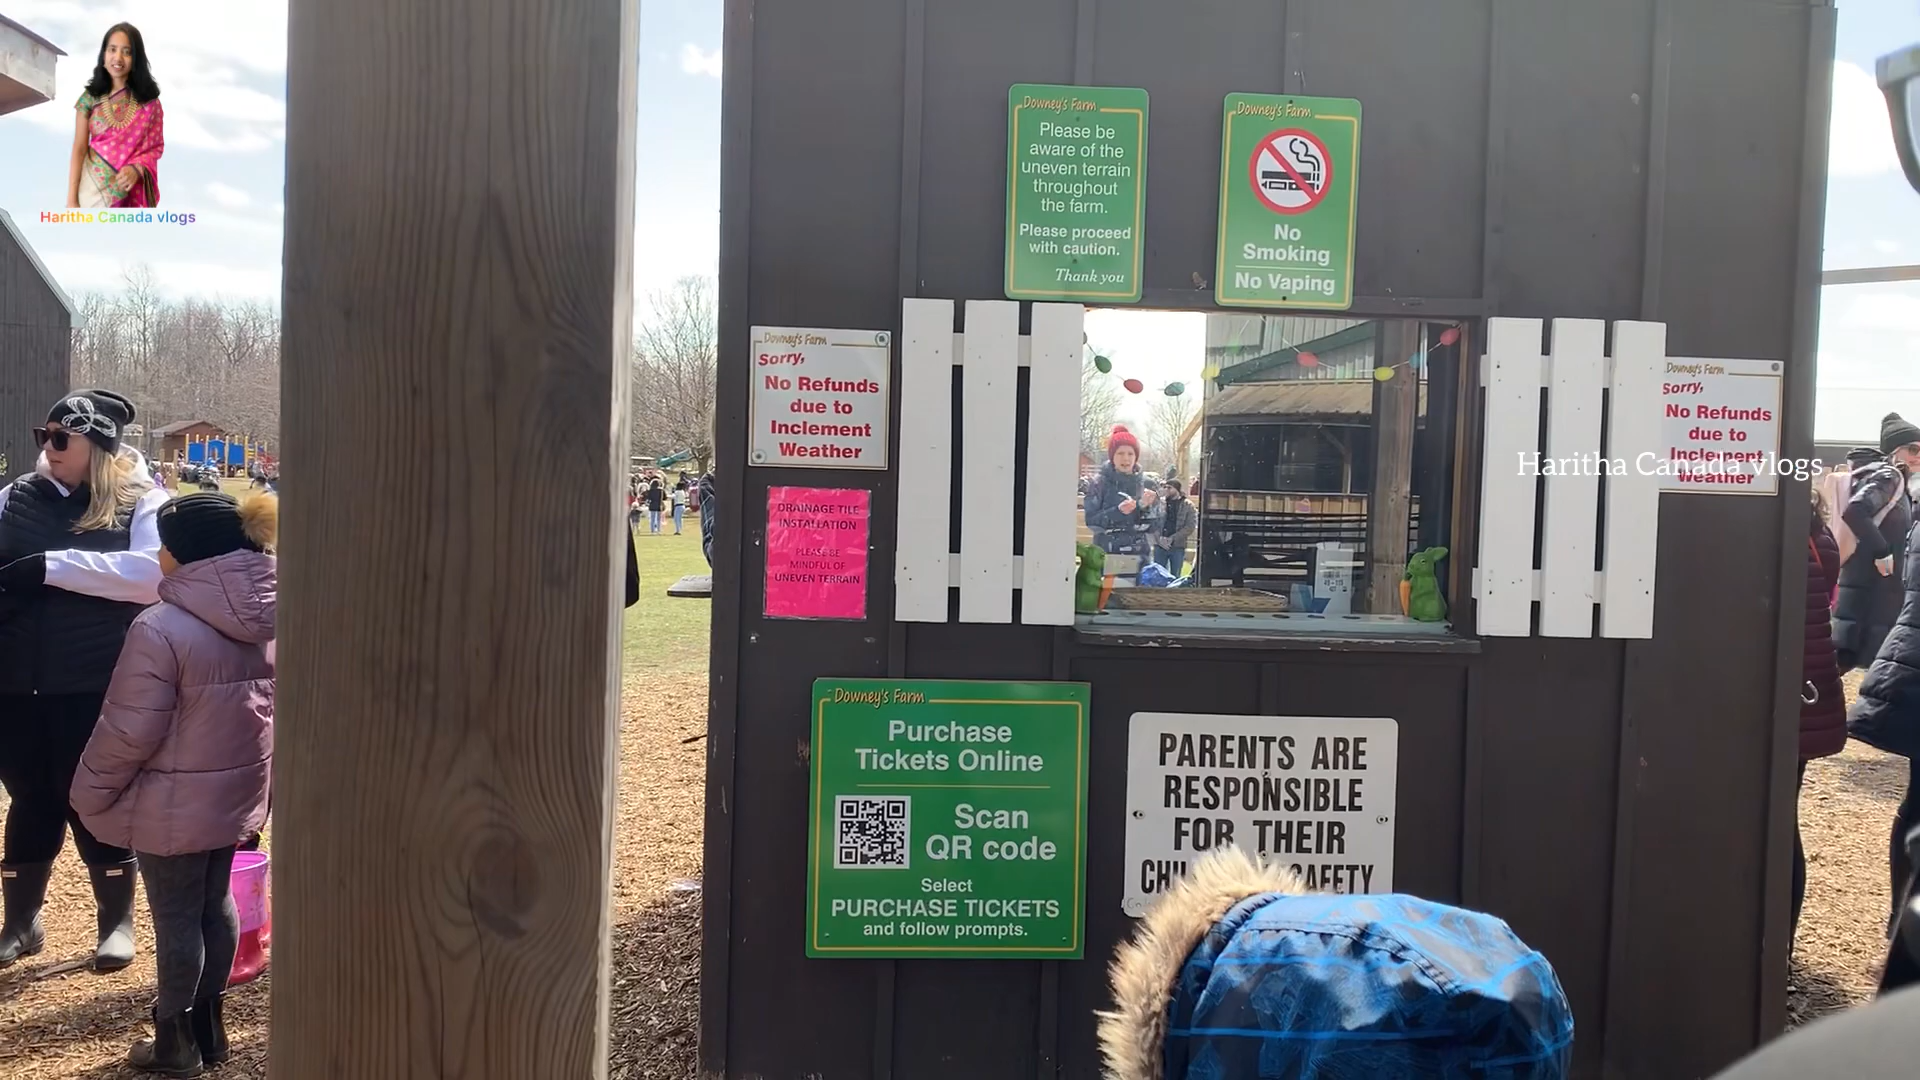 Haritha Canada vlogs
Downey's Farm
Please be
aware of the
uneven terrain
throughout
the farm.
Please proceed
with caution.
Thank you
Downey's Farm
No
Smoking
No Vaping
Downey's Farm
Sorry,
No Refunds
due to
Inclement
Weather
DRAINAGE TILE
INSTALLATION
PLEASE BE
MINDFUL OF
UNEVEN TERRAIN
Downey's Farm
Sorry,
No Refunds
due to
Inclement
Weather
Haritha Canada vlogs
Downey's Farm
Purchase
Tickets Online
Scan
QR code
Select
PURCHASE TICKETS
and follow prompts.
PARENTS ARE
RESPONSIBLE
FOR THEIR
SAFETY